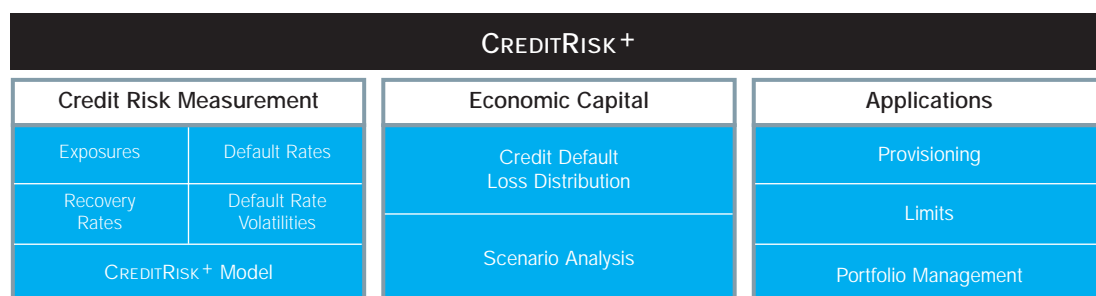 CREDITRISK+
Credit Risk Measurement
Exposures
Default Rates
Recovery
Rates
Default Rate
Volatilities
CREDITRISK+ Model
Economic Capital
Credit Default
Loss Distribution
Scenario Analysis
Applications
Provisioning
Limits
Portfolio Management